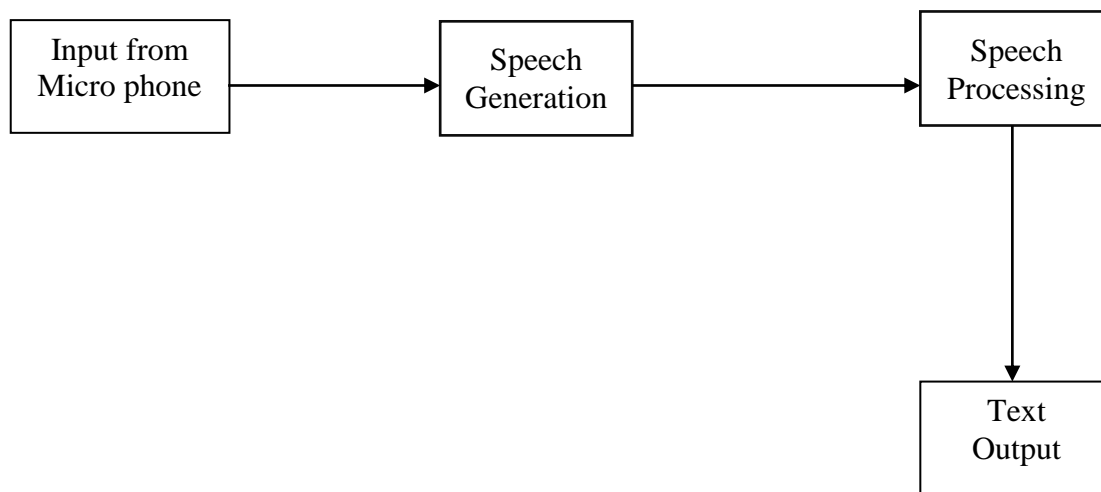 Input from
Micro phone
Speech
Generation
Speech
Processing
Text
Output